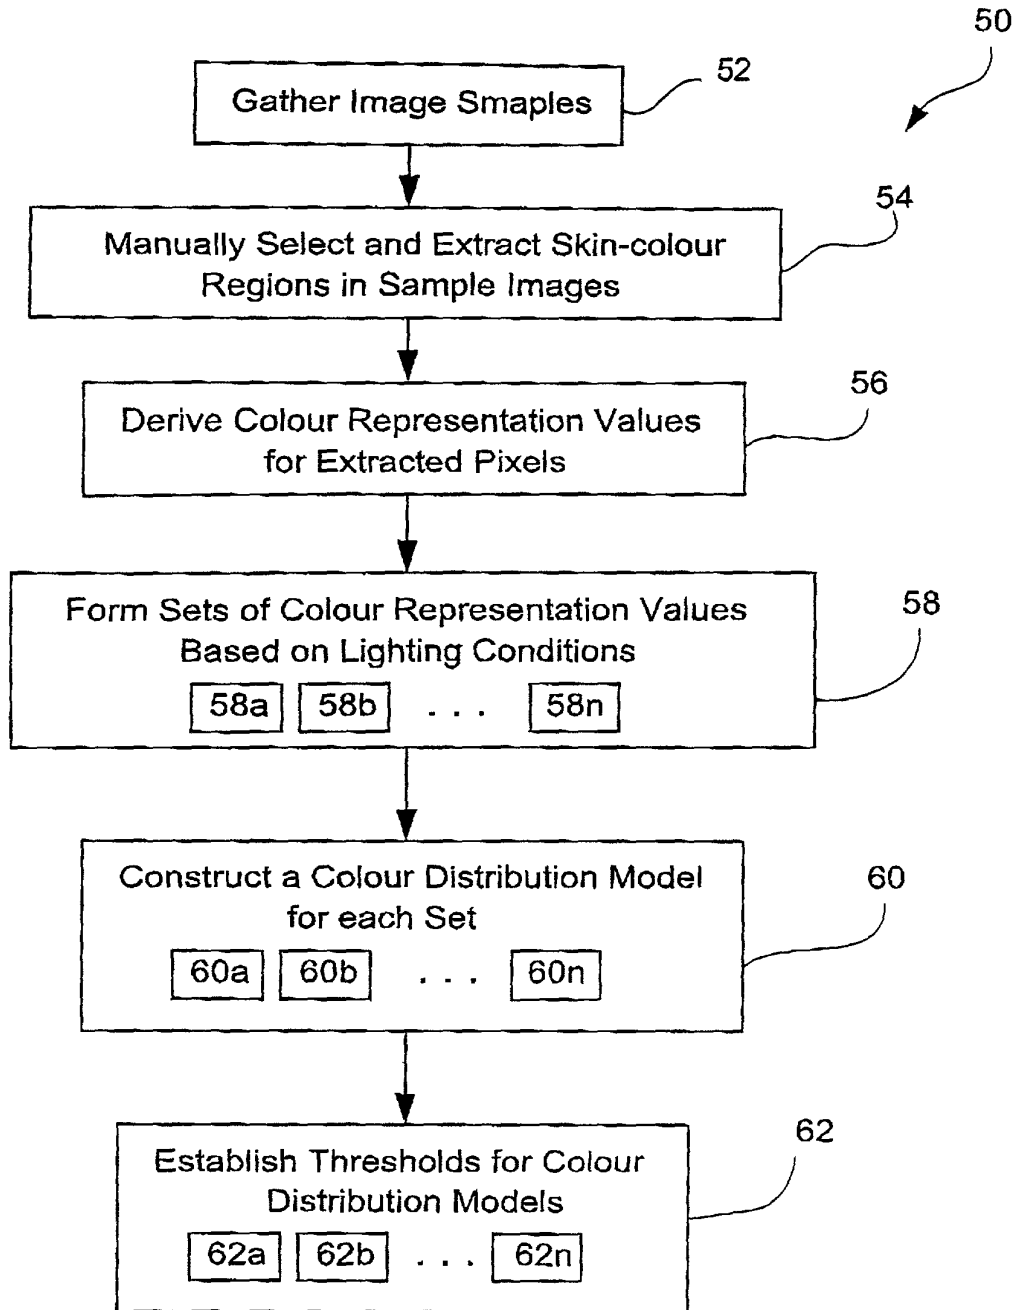 50
52
Gather Image Smaples
54
Manually Select and Extract Skin-colour
Regions in Sample Images
56
Derive Colour Representation Values
for Extracted Pixels
58
Form Sets of Colour Representation Values
Based on Lighting Conditions
58a 58b . . . 58n
60
Construct a Colour Distribution Model
for each Set
60a 60b . . . 60n
62
Establish Thresholds for Colour
Distribution Models
62a 62b . . . 62n